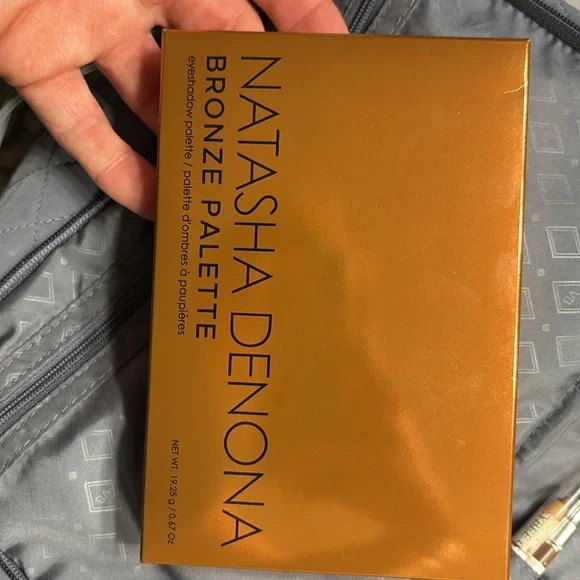 NATASHA DENONA
BRONZE PALETTE
eyeshadow palette / palette d'ombres à paupières
NET WT. 19.25 g / 0.67 Oz